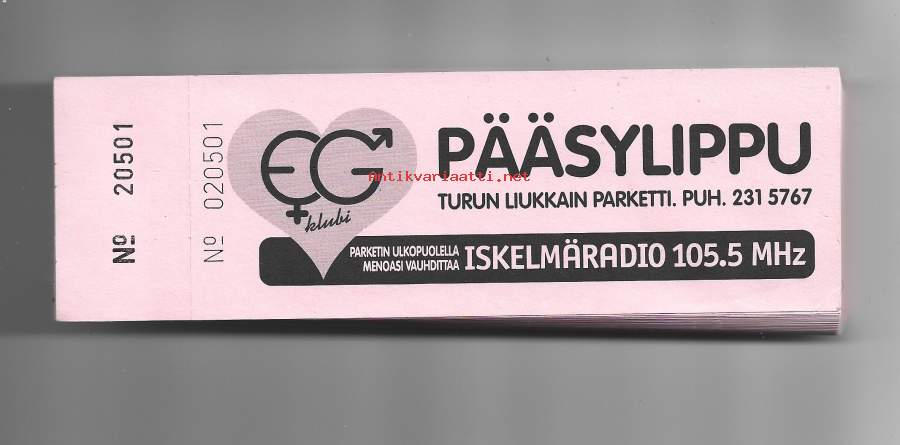 Nº 20501
Nº 020501
EG
klubi
PÄÄSYLIPPU
Antikvariaatti.net
TURUN LIUKKAIN PARKETTI. PUH. 231 5767
PARKETIN ULKOPUOLELLA
MENOASI VAUHDITTAA
ISKELMÄRADIO 105.5 MHz